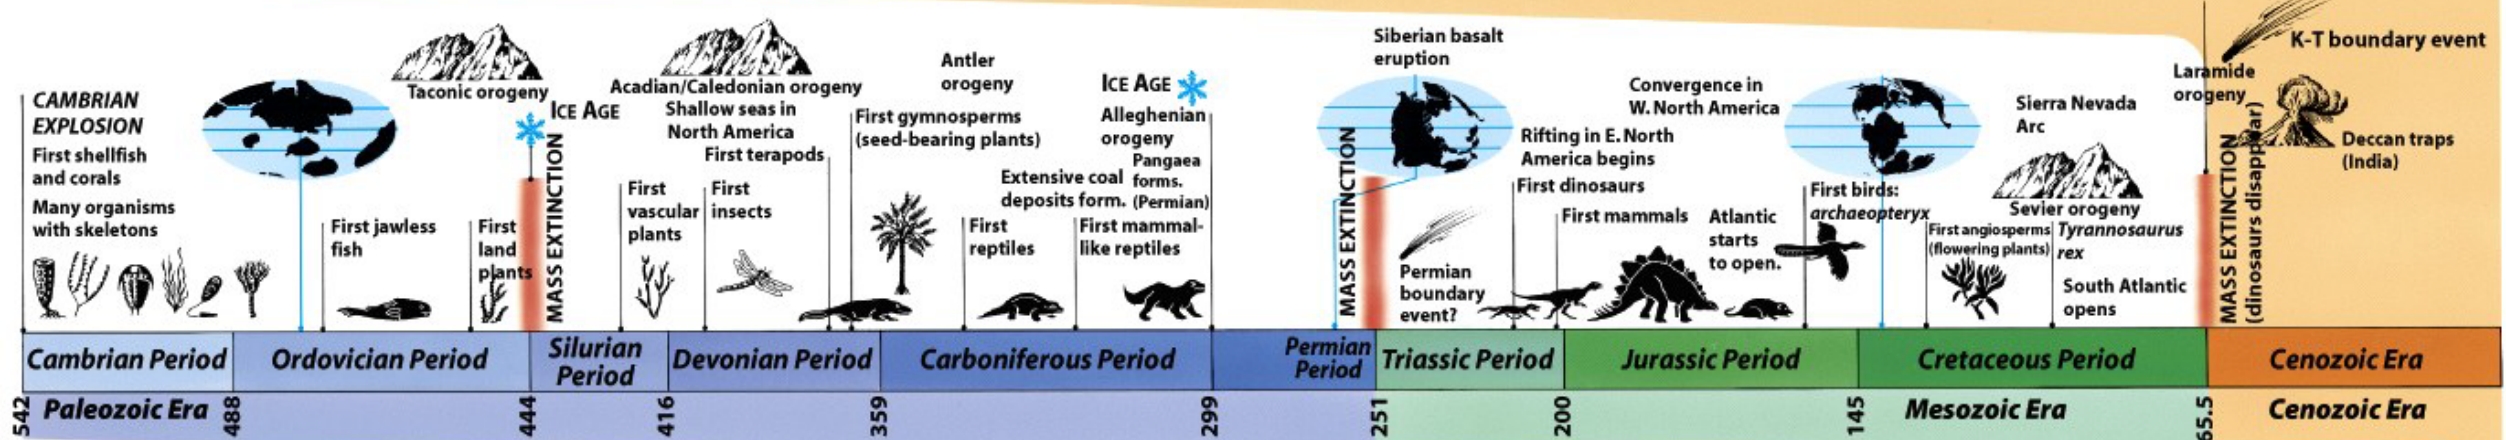 CAMBRIAN
EXPLOSION
First shellfish
and corals
Many organisms
with skeletons
First jawless
fish
Taconic orogeny
First
land
plants
ICE AGE
MASS EXTINCTION
First
vascular
plants
Acadian/Caledonian orogeny
Shallow seas in
North America
First terapods
First
insects
Antler
orogeny
First gymnosperms
(seed-bearing plants)
Extensive coal
deposits form.
First
reptiles
ICE AGE
Alleghenian
orogeny
Pangaea
forms.
(Permian)
First mammal-
like reptiles
Siberian basalt
eruption
MASS EXTINCTION
Permian
boundary
event?
Convergence in
W. North America
Rifting in E. North
America begins
First dinosaurs
First mammals
Atlantic
starts
to open.
First birds:
archaeopteryx
First angiosperms
(flowering plants)
Sierra Nevada
Arc
Sevier orogeny
Tyrannosaurus
rex
South Atlantic
opens
Laramide
orogeny
MASS EXTINCTION
(dinosaurs disappear)
K-T boundary event
Deccan traps
(India)
Cambrian Period
Ordovician Period
Silurian
Period
Devonian Period
Carboniferous Period
Permian
Period
Triassic Period
Jurassic Period
Cretaceous Period
Cenozoic Era
542
Paleozoic Era
488
444
416
359
299
251
200
145
Mesozoic Era
65.5
Cenozoic Era